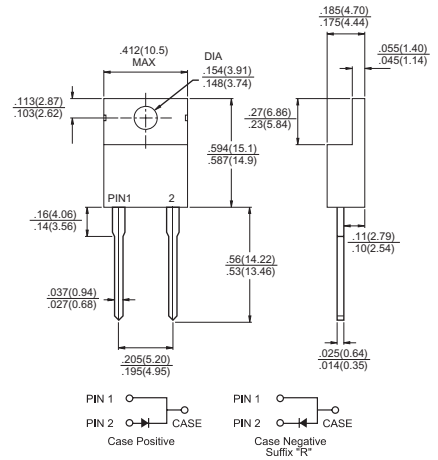 .185(4.70)
.175(4.44)
.412(10.5)
MAX
DIA
.154(3.91)
.148(3.74)
.055(1.40)
.045(1.14)
.113(2.87)
.103(2.62)
.27(6.86)
.23(5.84)
.594(15.1)
.587(14.9)
PIN1 2
.16(4.06)
.14(3.56)
.11(2.79)
.10(2.54)
.56(14.22)
.53(13.46)
.037(0.94)
.027(0.68)
.205(5.20)
.195(4.95)
.025(0.64)
.014(0.35)
PIN 1
PIN 2 CASE
Case Positive
PIN 1
PIN 2 CASE
Case Negative
Suffix "R"